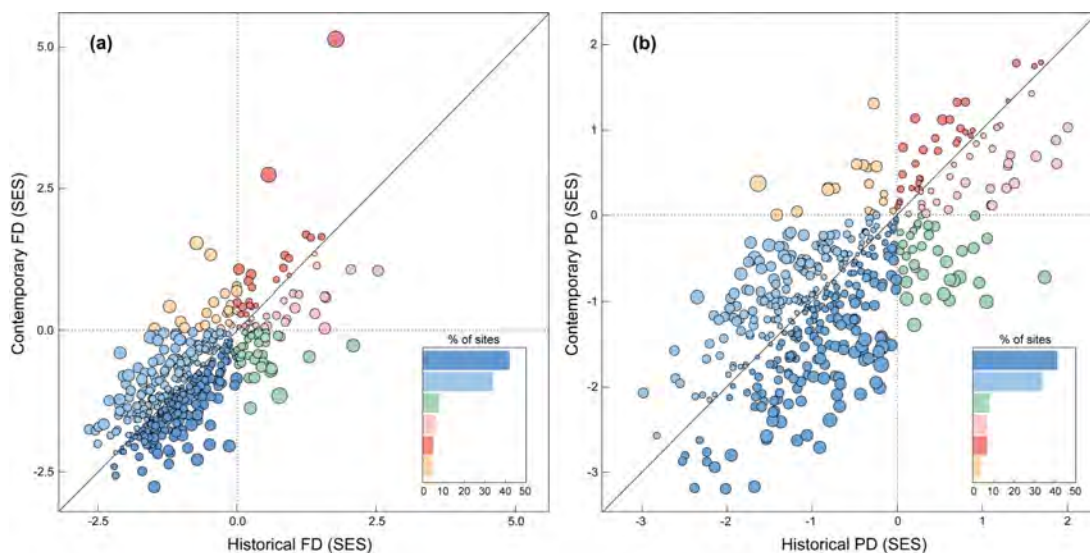 (a)
5.0
2.5
0.0
-2.5
Contemporary FD (SES)
% of sites
0 10 20 30 40 50
-2.5 0.0 2.5 5.0
Historical FD (SES)
(b)
2
1
0
-1
-2
-3
Contemporary PD (SES)
% of sites
0 10 20 30 40 50
-3 -2 -1 0 1 2
Historical PD (SES)